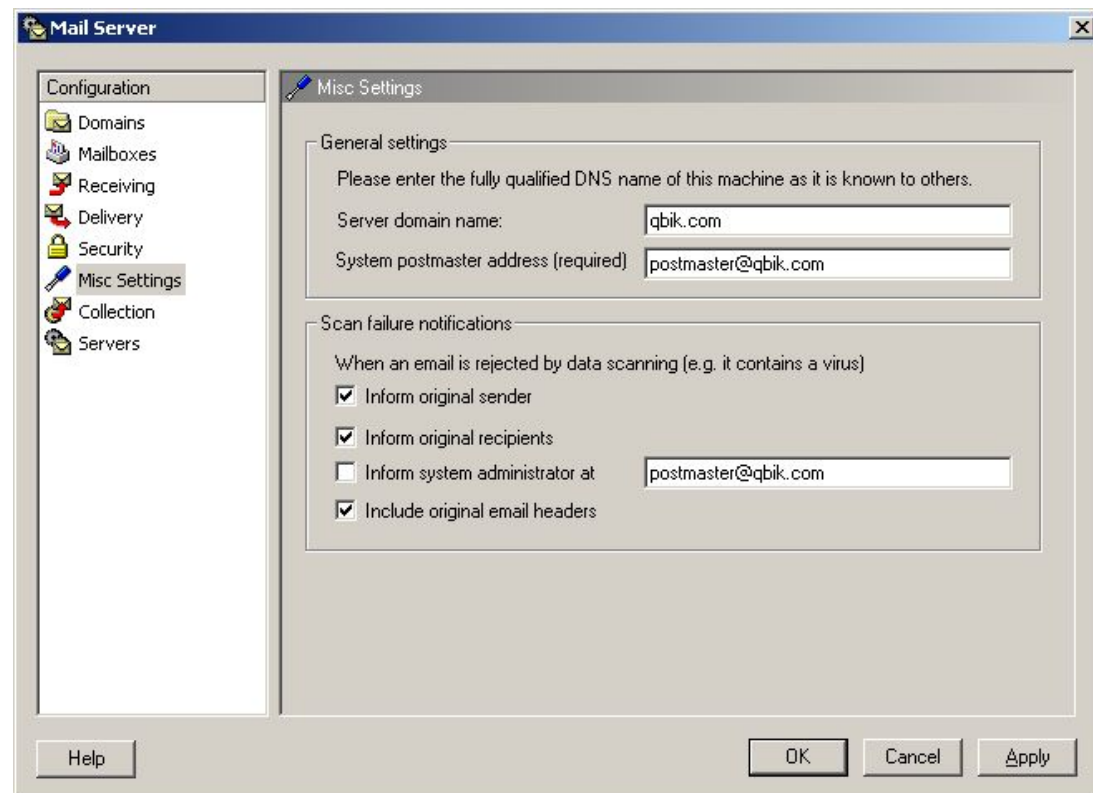 Mail Server
Configuration
Domains
Mailboxes
Receiving
Delivery
Security
Misc Settings
Collection
Servers
Misc Settings
General settings
Please enter the fully qualified DNS name of this machine as it is known to others.
Server domain name: qbik.com
System postmaster address (required) postmaster@qbik.com
Scan failure notifications
When an email is rejected by data scanning (e.g. it contains a virus)
Inform original sender
Inform original recipients
Inform system administrator at postmaster@qbik.com
Include original email headers
Help OK Cancel Apply